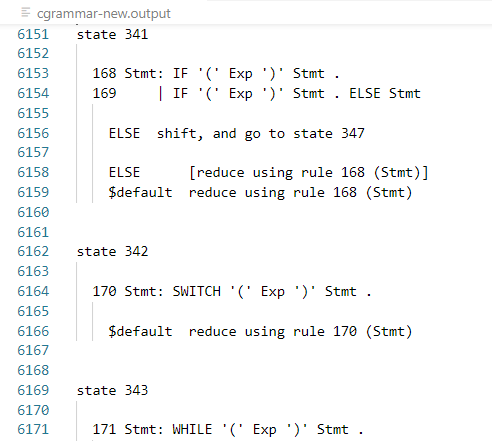 cgrammar-new.output
6151 state 341
6152
6153 168 Stmt: IF '(' Exp ')' Stmt .
6154 169 | IF '(' Exp ')' Stmt . ELSE Stmt
6155
6156 ELSE shift, and go to state 347
6157
6158 ELSE [reduce using rule 168 (Stmt)]
6159 $default reduce using rule 168 (Stmt)
6160
6161
6162 state 342
6163
6164 170 Stmt: SWITCH '(' Exp ')' Stmt .
6165
6166 $default reduce using rule 170 (Stmt)
6167
6168
6169 state 343
6170
6171 171 Stmt: WHILE '(' Exp ')' Stmt .